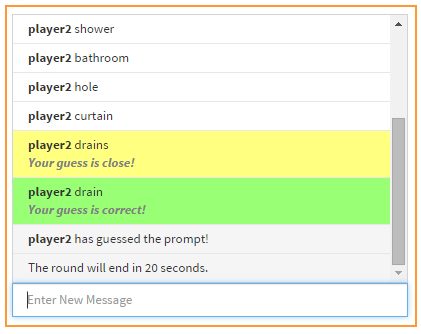 player2 shower
player2 bathroom
player2 hole
player2 curtain
player2 drains
Your guess is close!
player2 drain
Your guess is correct!
player2 has guessed the prompt!
The round will end in 20 seconds.
Enter New Message